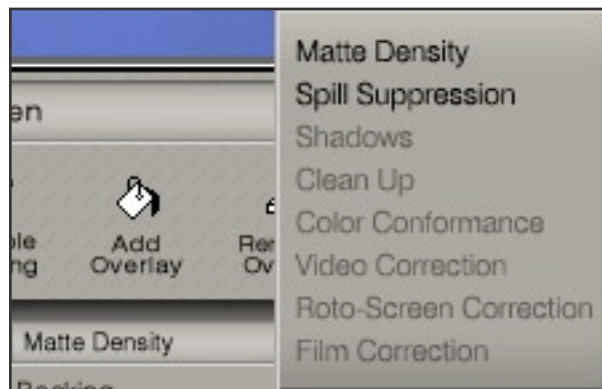 en
Add
Overlay
Matte Density
Matte Density
Spill Suppression
Shadows
Clean Up
Color Conformance
Video Correction
Roto-Screen Correction
Film Correction